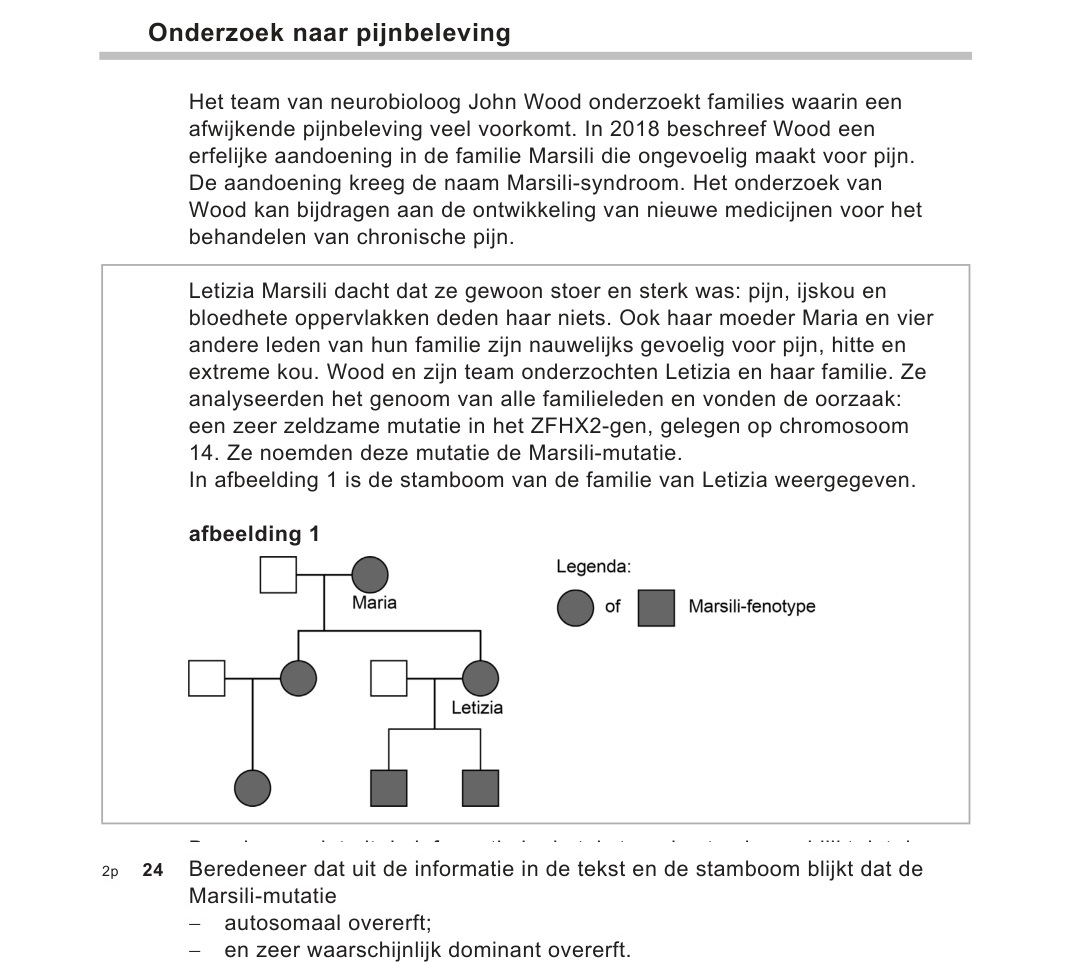 Onderzoek naar pijnbeleving
Het team van neurobioloog John Wood onderzoekt families waarin een
afwijkende pijnbeleving veel voorkomt. In 2018 beschreef Wood een
erfelijke aandoening in de familie Marsili die ongevoelig maakt voor pijn.
De aandoening kreeg de naam Marsili-syndroom. Het onderzoek van
Wood kan bijdragen aan de ontwikkeling van nieuwe medicijnen voor het
behandelen van chronische pijn.
Letizia Marsili dacht dat ze gewoon stoer en sterk was: pijn, ijskou en
bloedhete oppervlakken deden haar niets. Ook haar moeder Maria en vier
andere leden van hun familie zijn nauwelijks gevoelig voor pijn, hitte en
extreme kou. Wood en zijn team onderzochten Letizia en haar familie. Ze
analyseerden het genoom van alle familieleden en vonden de oorzaak:
een zeer zeldzame mutatie in het ZFHX2-gen, gelegen op chromosoom
14. Ze noemden deze mutatie de Marsili-mutatie.
In afbeelding 1 is de stamboom van de familie van Letizia weergegeven.
afbeelding 1
Legenda:
of Marsili-fenotype
Maria
Letizia
2p 24 Beredeneer dat uit de informatie in de tekst en de stamboom blijkt dat de
Marsili-mutatie
– autosomaal overerft;
– en zeer waarschijnlijk dominant overerft.